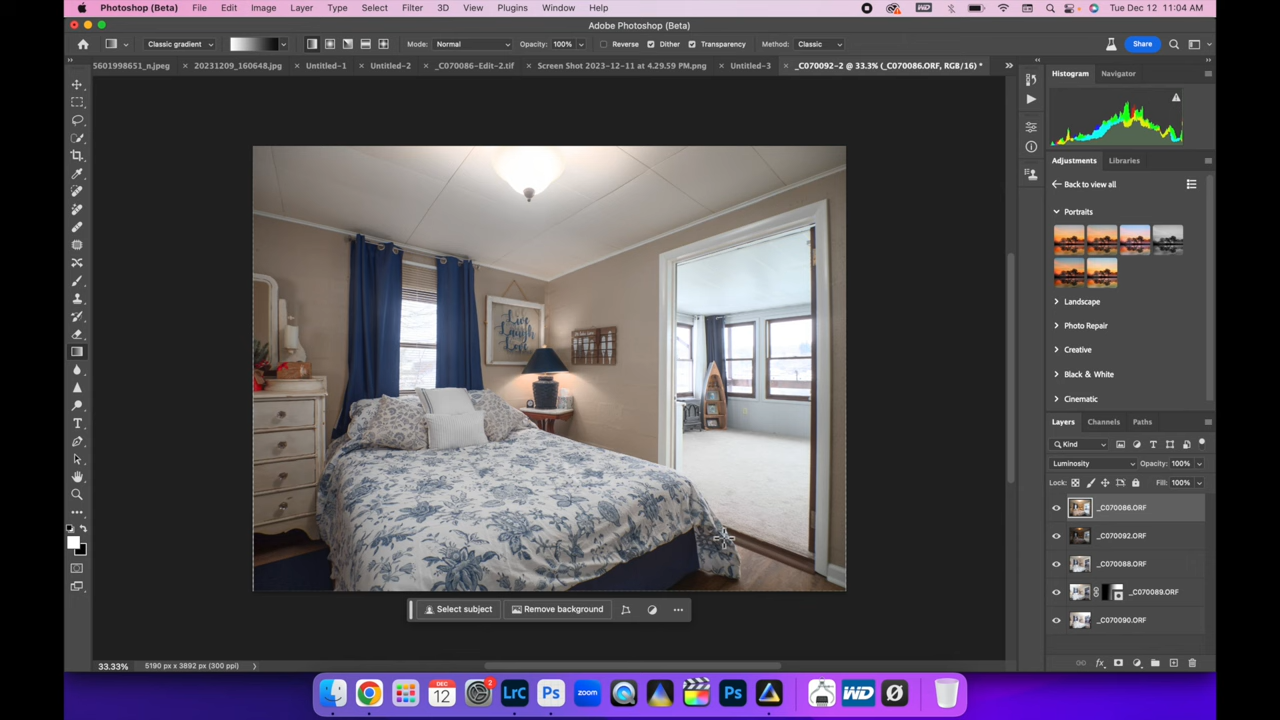 Photoshop (Beta) File Edit Image Layer Type Select Filter 3D View Plugins Window Help Tue Dec 12 11:04 AM
Adobe Photoshop (Beta)
Classic gradient Mode: Normal Opacity: 100% Reverse Dither Transparency Method: Classic Share
5601998651_n.jpeg 20231209_160648.jpg Untitled-1 Untitled-2 _C070086-Edit-2.tif Screen Shot 2023-12-11 at 4.29.59 PM.png Untitled-3 _C070092-2 @ 33.3% (_C070086.ORF, RGB/16) *
Histogram Navigator
Adjustments Libraries
Back to view all
Portraits
Landscape
Photo Repair
Creative
Black & White
Cinematic
Layers Channels Paths
Kind
Luminosity Opacity: 100%
Lock: Fill: 100%
_C070086.ORF
_C070092.ORF
_C070088.ORF
_C070089.ORF
_C070090.ORF
Live
Laugh
Love
Select subject Remove background
33.33% 5190 px x 3892 px (300 ppi)
DEC
12
2
LrC
Ps
zoom
Ps
WD